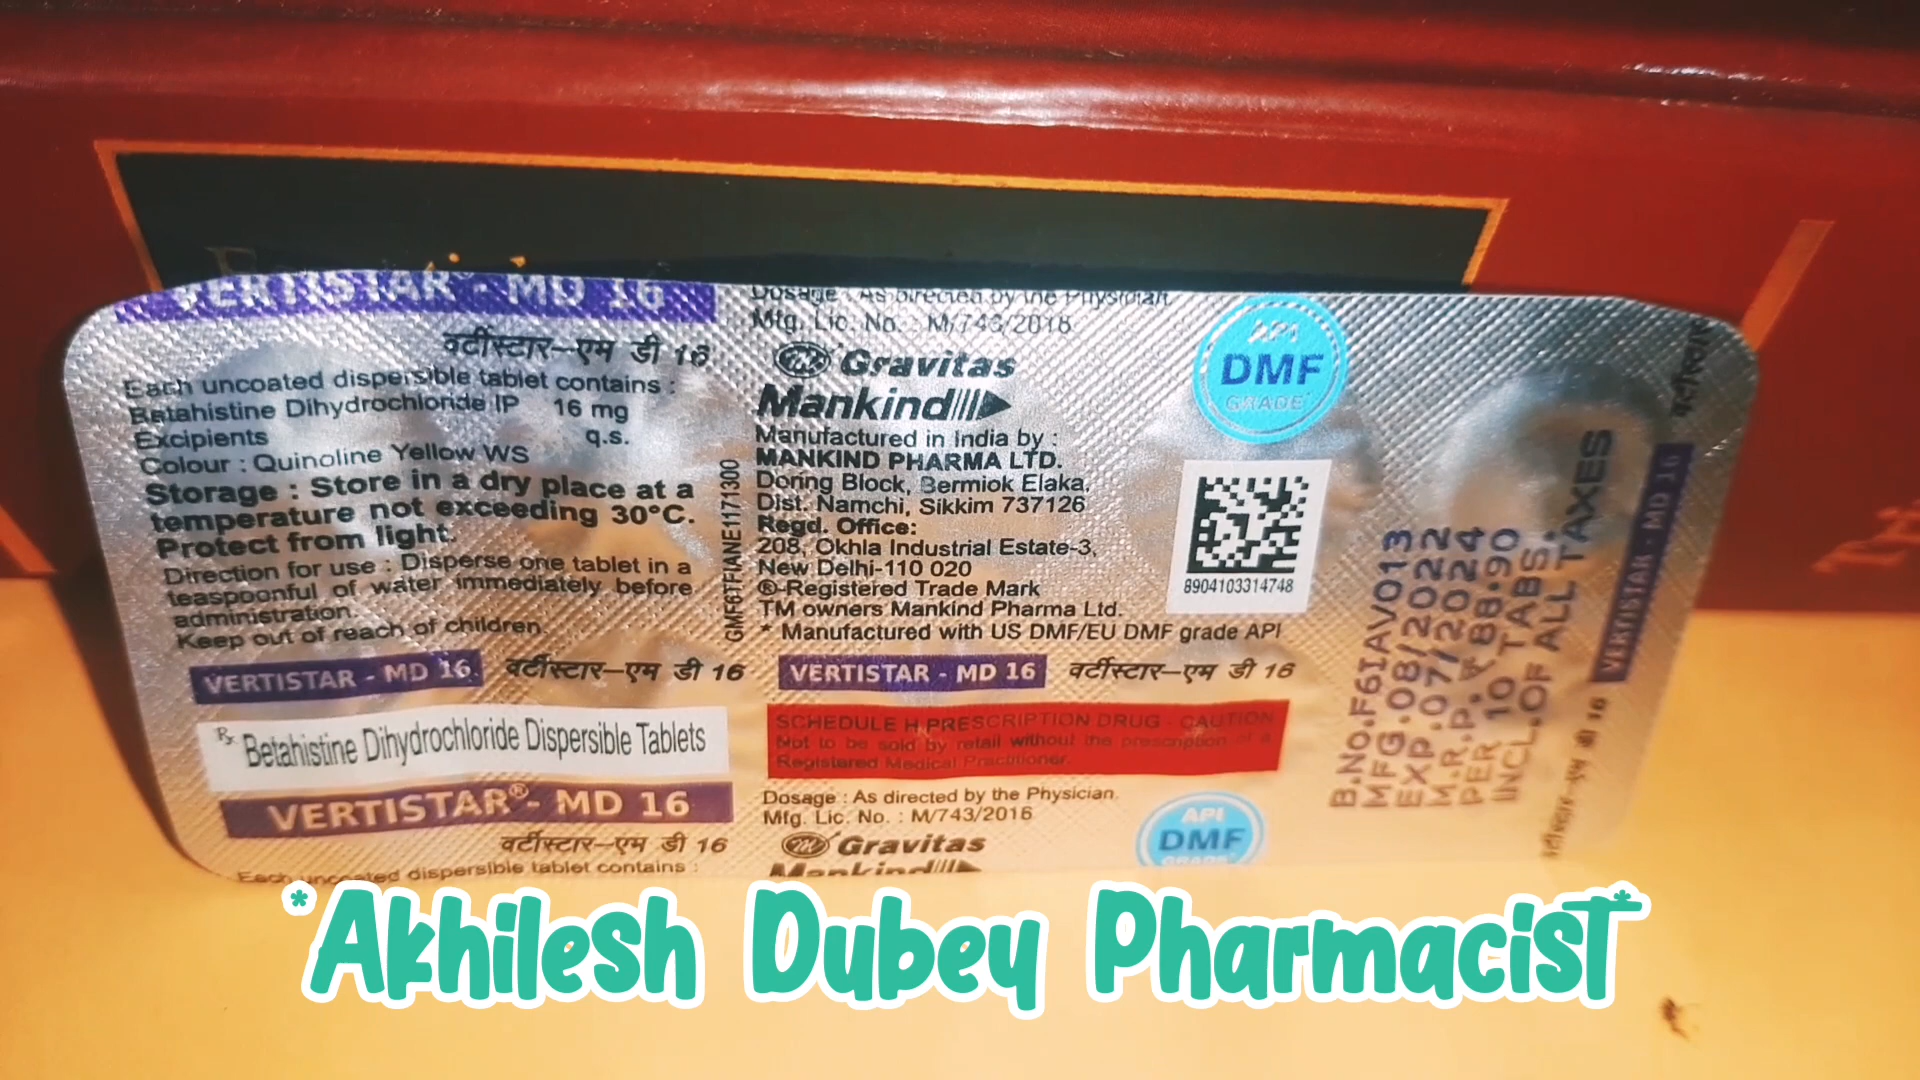 VERTISTAR® - MD 16
वर्टीस्टार–एम डी 16
Each uncoated dispersible tablet contains :
Betahistine Dihydrochloride IP 16 mg
Excipients q.s.
Colour : Quinoline Yellow WS
Storage : Store in a dry place at a
temperature not exceeding 30°C.
Protect from light.
Direction for use : Disperse one tablet in a
teaspoonful of water immediately before
administration.
Keep out of reach of children.
VERTISTAR - MD 16 वर्टीस्टार–एम डी 16
Rx Betahistine Dihydrochloride Dispersible Tablets
VERTISTAR® - MD 16
वर्टीस्टार–एम डी 16
Each uncoated dispersible tablet contains :
GMF6TFIANE1171300
Dosage : As directed by the Physician.
Mfg. Lic. No. : M/743/2016
Gravitas
Mankind
Manufactured in India by :
MANKIND PHARMA LTD.
Doring Block, Bermiok Elaka,
Dist. Namchi, Sikkim 737126
Regd. Office:
208, Okhla Industrial Estate-3,
New Delhi-110 020
®-Registered Trade Mark
TM owners Mankind Pharma Ltd.
* Manufactured with US DMF/EU DMF grade API
VERTISTAR - MD 16 वर्टीस्टार–एम डी 16
SCHEDULE H PRESCRIPTION DRUG - CAUTION
Not to be sold by retail without the prescription of a
Registered Medical Practitioner.
Dosage : As directed by the Physician.
Mfg. Lic. No. : M/743/2016
Gravitas
Mankind
API
DMF
GRADE*
8904103314748
API
DMF
GRADE*
B.No.F6IAV013
MFG.08/2022
EXP.07/2024
M.R.P.₹ 88.90
PER 10 TABS.
INCL.OF ALL TAXES
वर्टीस्टार
VERTISTAR - MD 16
वर्टीस्टार–एम डी 16
*Akhilesh Dubey Pharmacist*